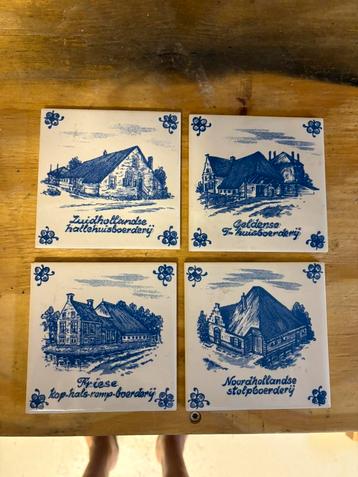 Zuidhollandse
hallehuisboerderij
Geldense
T- huisboerderij
Friese
kop-hals-romp-boerderij
Noordhollandse
stolpboerderij